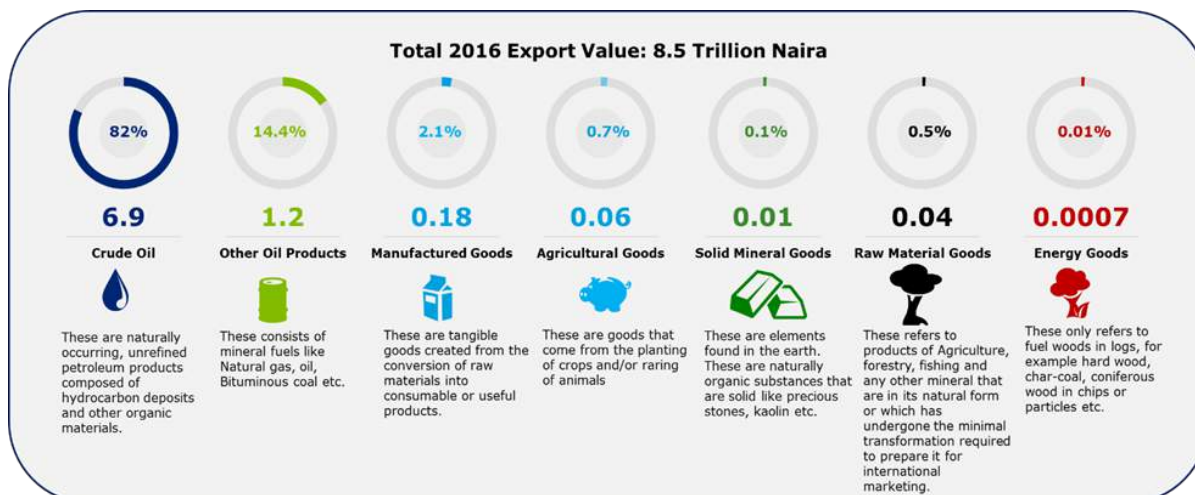 Total 2016 Export Value: 8.5 Trillion Naira
82%
14.4%
2.1%
0.7%
0.1%
0.5%
0.01%
6.9
1.2
0.18
0.06
0.01
0.04
0.0007
Crude Oil
Other Oil Products
Manufactured Goods
Agricultural Goods
Solid Mineral Goods
Raw Material Goods
Energy Goods
These are naturally
occurring, unrefined
petroleum products
composed of
hydrocarbon deposits
and other organic
materials.
These consists of
mineral fuels like
Natural gas, oil,
Bituminous coal etc.
These are tangible
goods created from the
conversion of raw
materials into
consumable or useful
products.
These are goods that
come from the planting
of crops and/or raring
of animals
These are elements
found in the earth.
These are naturally
organic substances that
are solid like precious
stones, kaolin etc.
These refers to
products of Agriculture,
forestry, fishing and
any other mineral that
are in its natural form
or which has
undergone the minimal
transformation required
to prepare it for
international
marketing.
These only refers to
fuel woods in logs, for
example hard wood,
char-coal, coniferous
wood in chips or
particles etc.